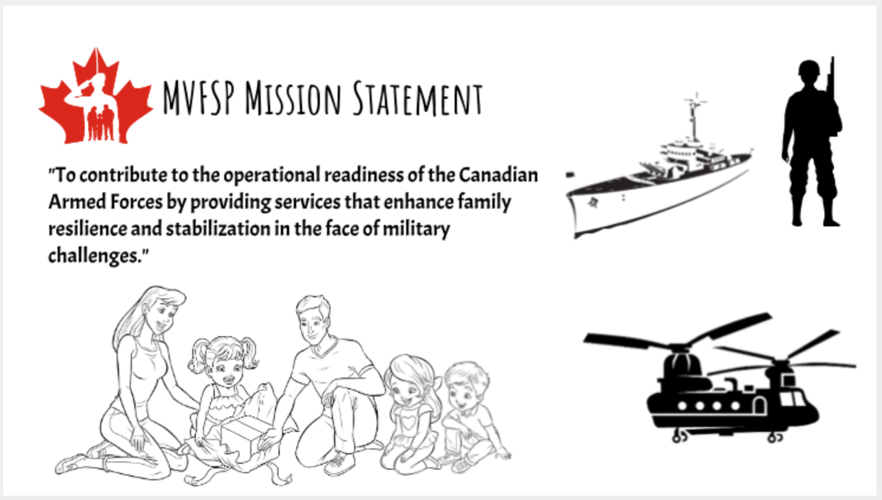 MVFSP Mission Statement
"To contribute to the operational readiness of the Canadian
Armed Forces by providing services that enhance family
resilience and stabilization in the face of military
challenges."